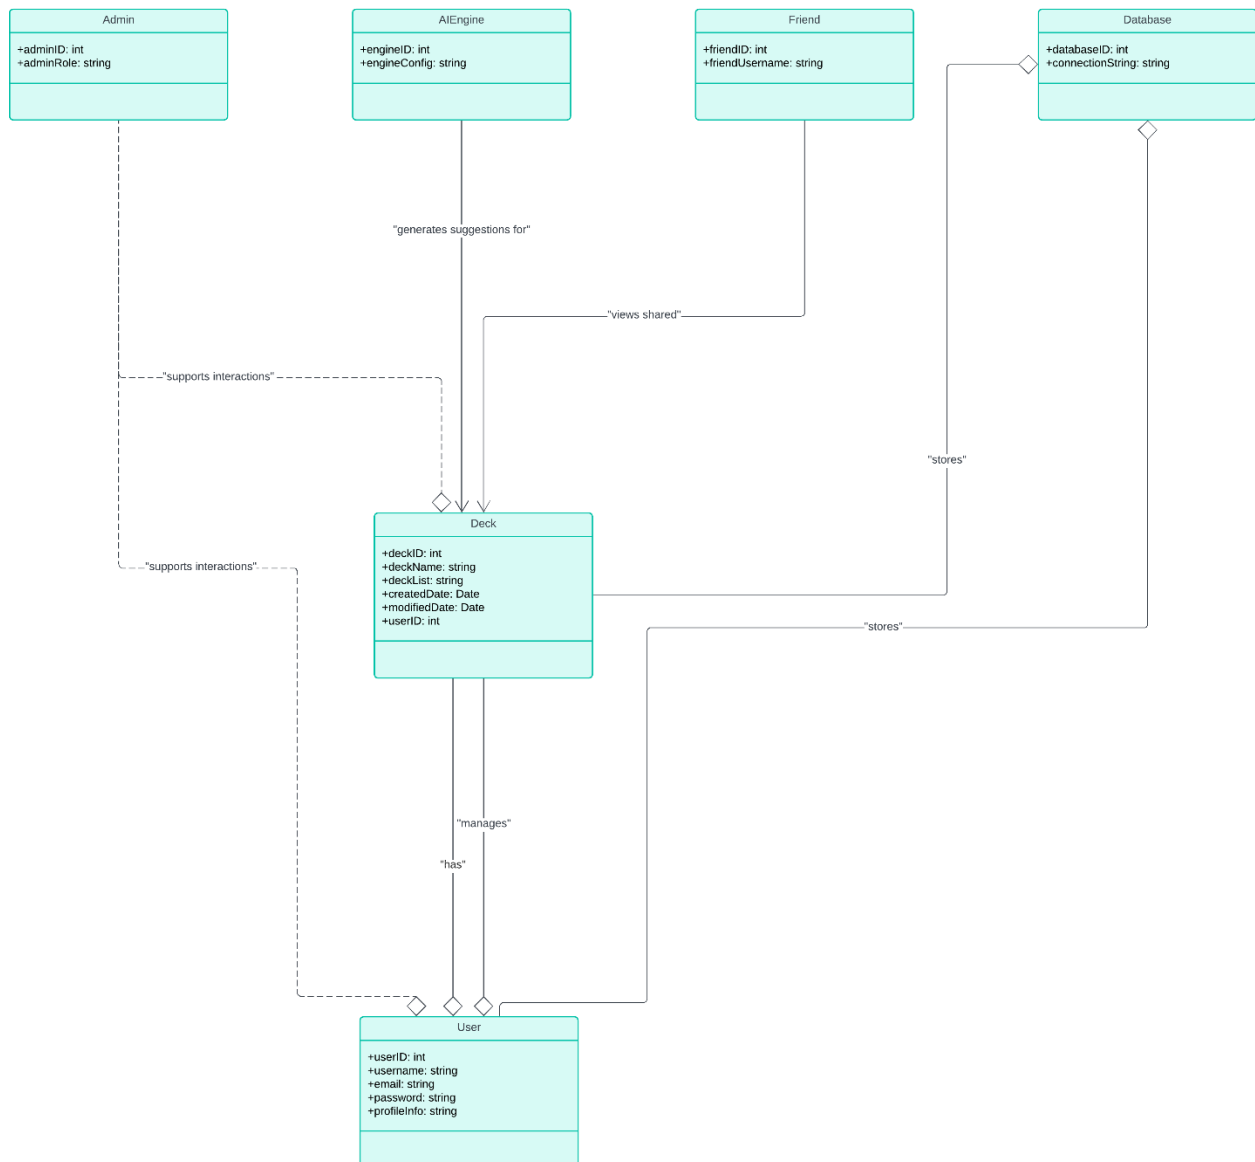 Admin
+adminID: int
+adminRole: string
AIEngine
+engineID: int
+engineConfig: string
Friend
+friendID: int
+friendUsername: string
Database
+databaseID: int
+connectionString: string
"generates suggestions for"
"views shared"
"supports interactions"
"stores"
Deck
+deckID: int
+deckName: string
+deckList: string
+createdDate: Date
+modifiedDate: Date
+userID: int
"supports interactions"
"stores"
"manages"
"has"
User
+userID: int
+username: string
+email: string
+password: string
+profileInfo: string